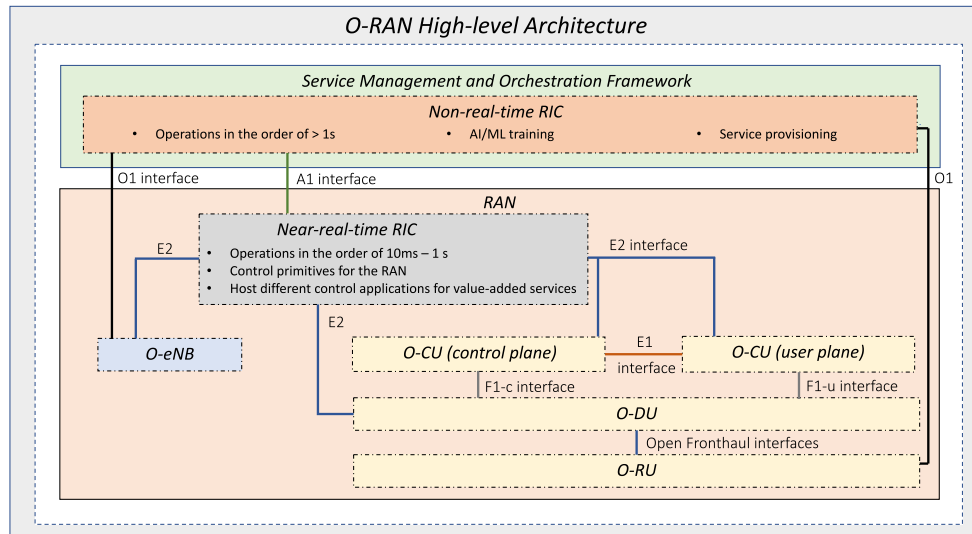 O-RAN High-level Architecture
Service Management and Orchestration Framework
Non-real-time RIC
• Operations in the order of > 1s
• AI/ML training
• Service provisioning
O1 interface
A1 interface
O1
RAN
Near-real-time RIC
• Operations in the order of 10ms – 1 s
• Control primitives for the RAN
• Host different control applications for value-added services
E2
E2 interface
E2
O-eNB
O-CU (control plane)
E1
interface
O-CU (user plane)
F1-c interface
F1-u interface
O-DU
Open Fronthaul interfaces
O-RU